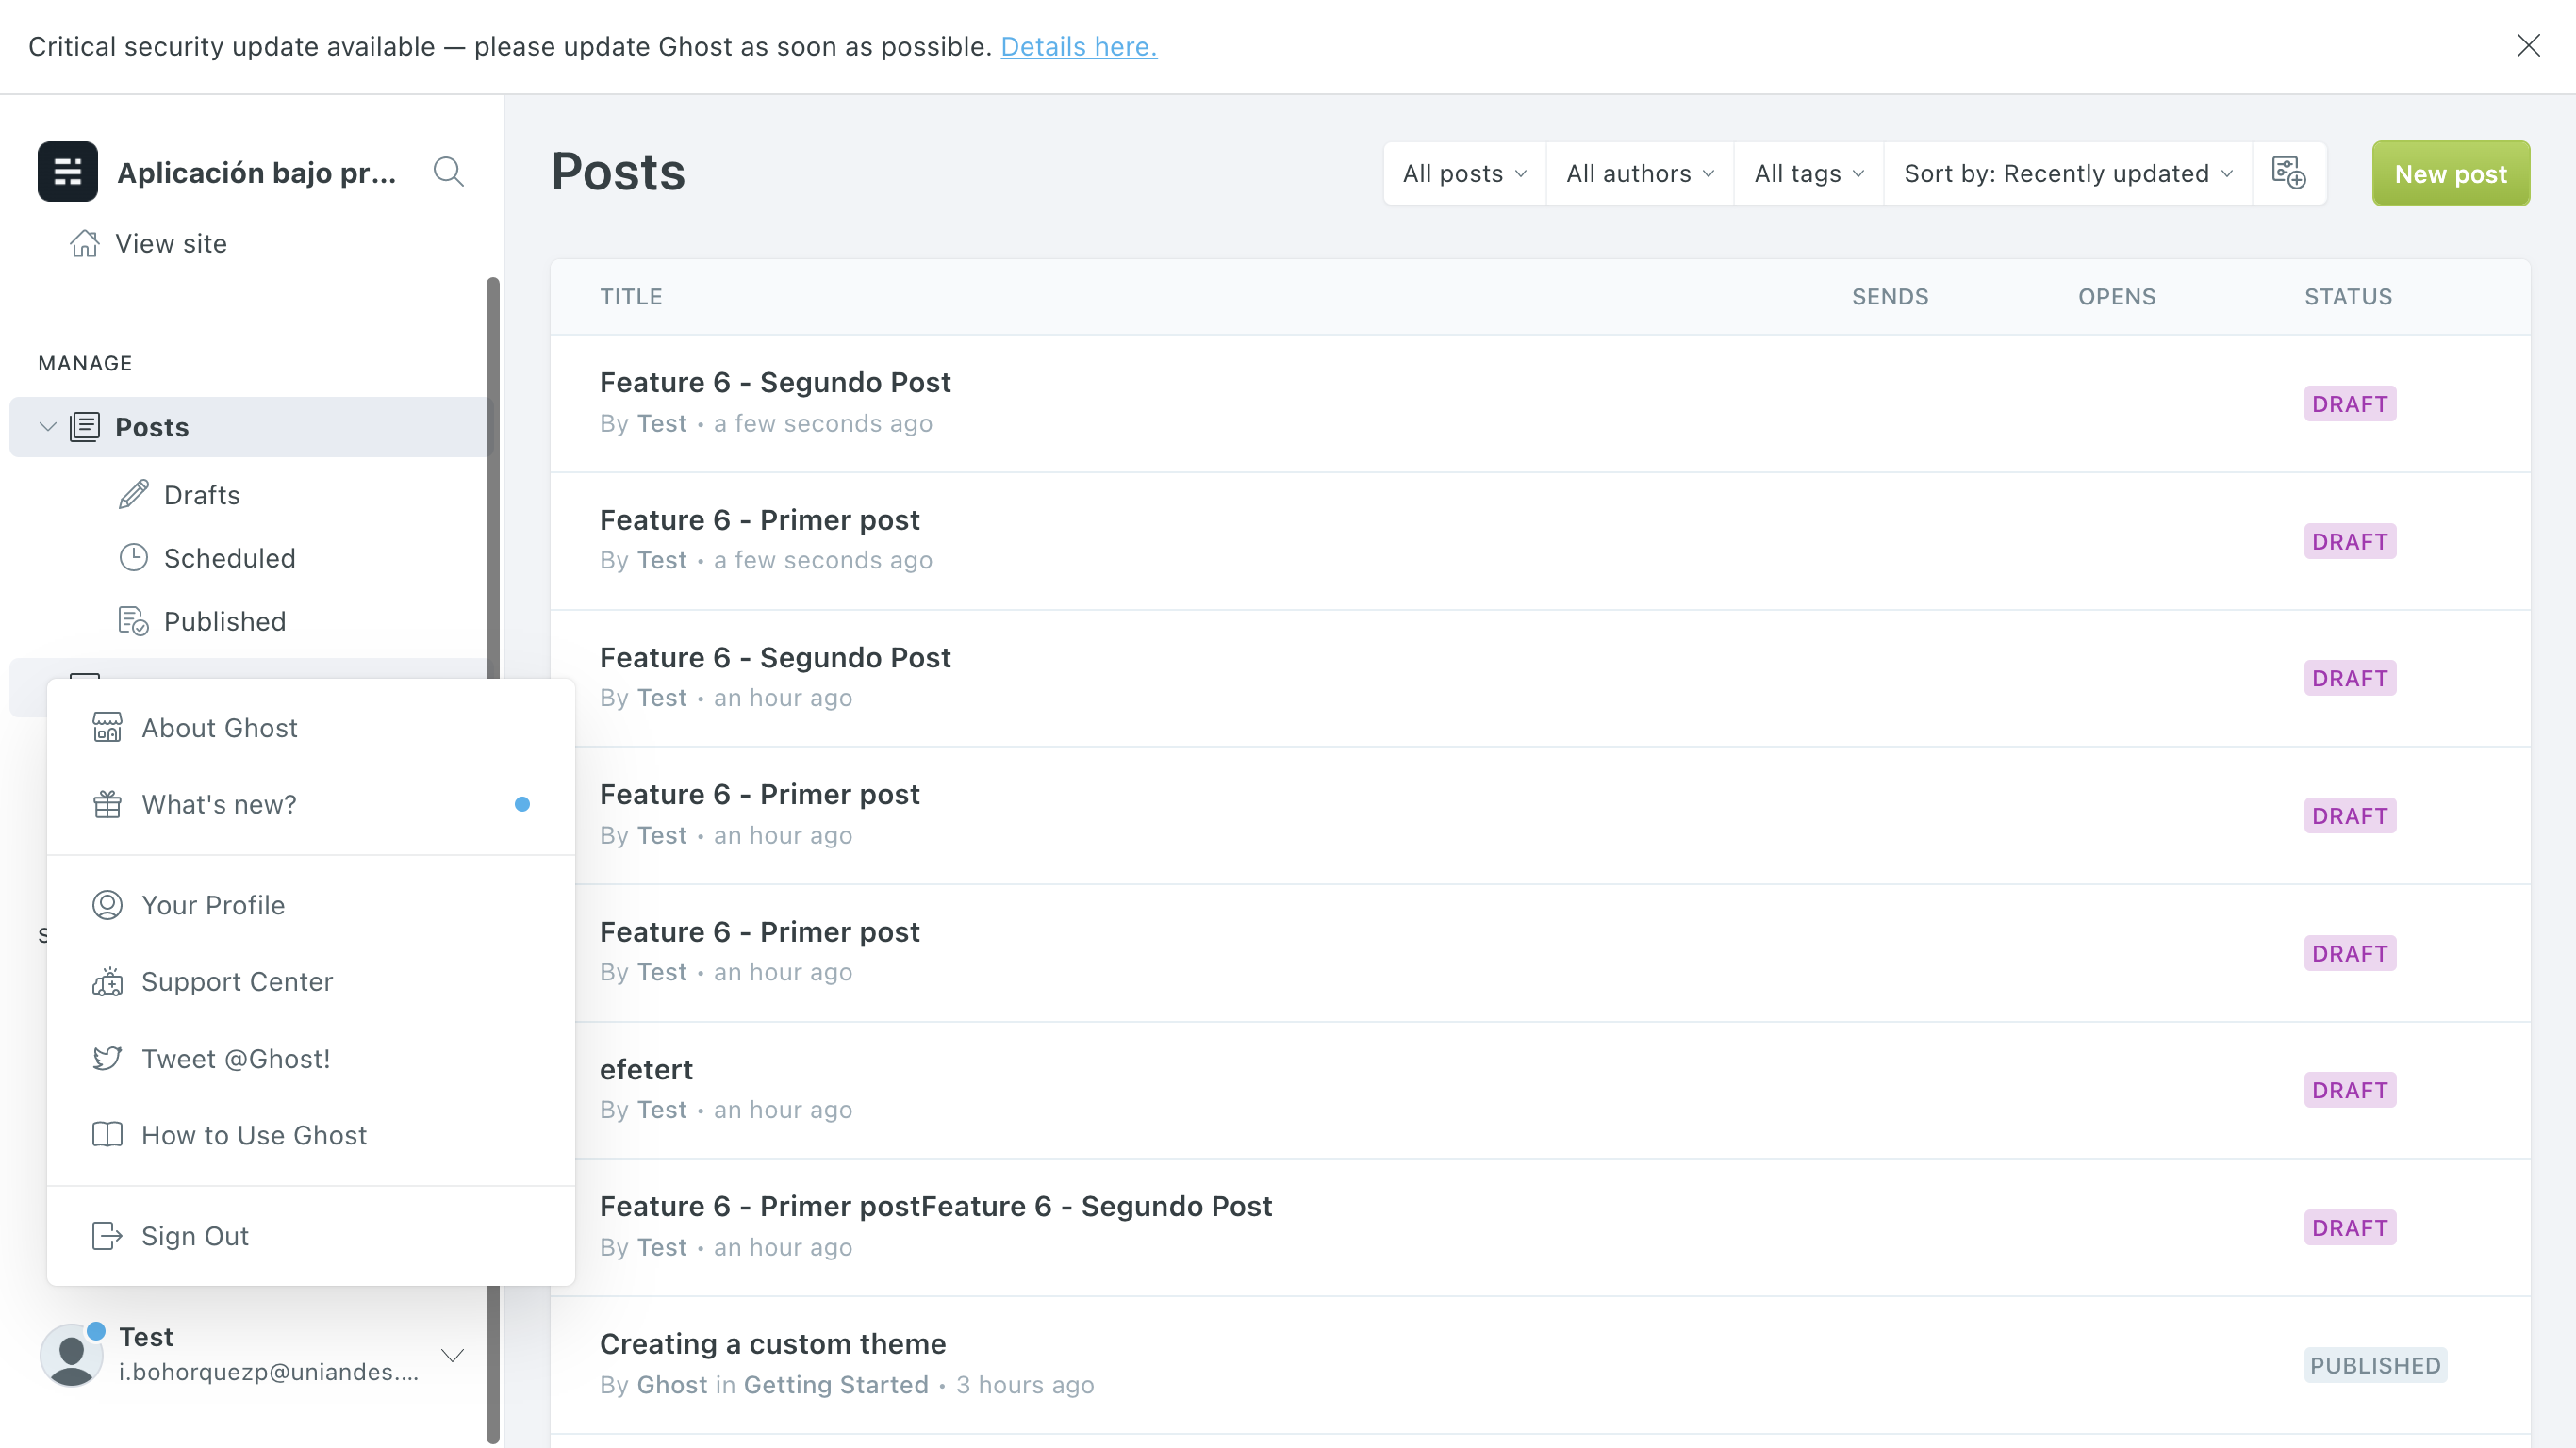 Critical security update available — please update Ghost as soon as possible. Details here.
Aplicación bajo pr...
View site
MANAGE
Posts
Drafts
Scheduled
Published
About Ghost
What's new?
Your Profile
Support Center
Tweet @Ghost!
How to Use Ghost
Sign Out
Test
i.bohorquezp@uniandes....
Posts
All posts
All authors
All tags
Sort by: Recently updated
New post
TITLE SENDS OPENS STATUS
Feature 6 - Segundo Post
By Test • a few seconds ago
DRAFT
Feature 6 - Primer post
By Test • a few seconds ago
DRAFT
Feature 6 - Segundo Post
By Test • an hour ago
DRAFT
Feature 6 - Primer post
By Test • an hour ago
DRAFT
Feature 6 - Primer post
By Test • an hour ago
DRAFT
efetert
By Test • an hour ago
DRAFT
Feature 6 - Primer postFeature 6 - Segundo Post
By Test • an hour ago
DRAFT
Creating a custom theme
By Ghost in Getting Started • 3 hours ago
PUBLISHED